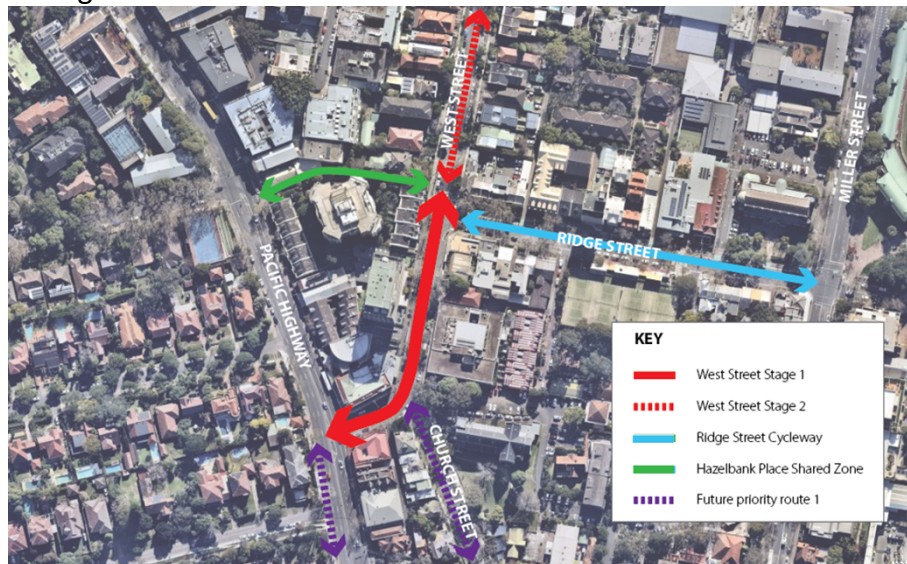 WEST STREET
MILLER STREET
RIDGE STREET
PACIFIC HIGHWAY
CHURCH STREET
KEY
West Street Stage 1
West Street Stage 2
Ridge Street Cycleway
Hazelbank Place Shared Zone
Future priority route 1